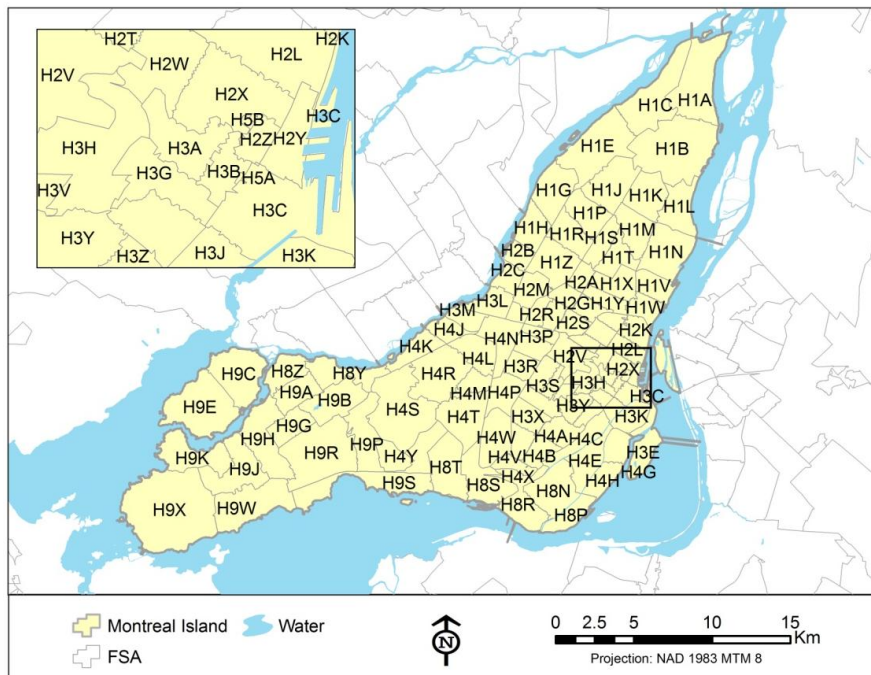 H2T
H2K
H2L
H2W
H2V
H2X
H5B
H3C
H2Z
H2Y
H3H
H3A
H3G
H3B
H5A
H3V
H3C
H3Y
H3Z
H3J
H3K
H1C
H1A
H1E
H1B
H1G
H1J
H1K
H1L
H1P
H1H
H1R
H1S
H1M
H2B
H1T
H1N
H2C
H1Z
H2M
H2A
H1X
H1V
H3L
H2G
H1Y
H1W
H3M
H2R
H2S
H4J
H2K
H4N
H3P
H4K
H2L
H2V
H4L
H3R
H2X
H9C
H8Z
H8Y
H4R
H3S
H3H
H9A
H9B
H4M
H4P
H3C
H9E
H4S
H3Y
H4T
H3X
H3K
H9G
H9H
H9R
H9P
H4W
H4A
H4C
H3E
H9K
H9J
H4Y
H4V
H4B
H4E
H8T
H4G
H9S
H4X
H4H
H8S
H8N
H9X
H9W
H8R
H8P
Montreal Island
Water
FSA
N
0 2.5 5 10 15
Km
Projection: NAD 1983 MTM 8